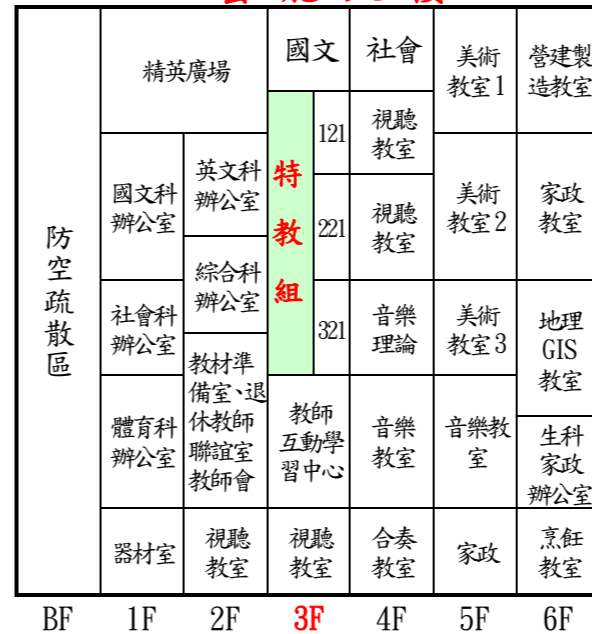 防空疏散區
精英廣場
國文科
辦公室
社會科
辦公室
體育科
辦公室
器材室
英文科
辦公室
綜合科
辦公室
教材準
備室、退
休教師
聯誼室
教師會
視聽
教室
國文
特教組
121
221
321
教師
互動學
習中心
視聽
教室
社會
視聽
教室
視聽
教室
音樂
理論
音樂
教室
合奏
教室
美術
教室1
美術
教室2
美術
教室3
音樂教
室
家政
營建製
造教室
家政
教室
地理
GIS
教室
生科
家政
辦公室
烹飪
教室
BF 1F 2F 3F 4F 5F 6F